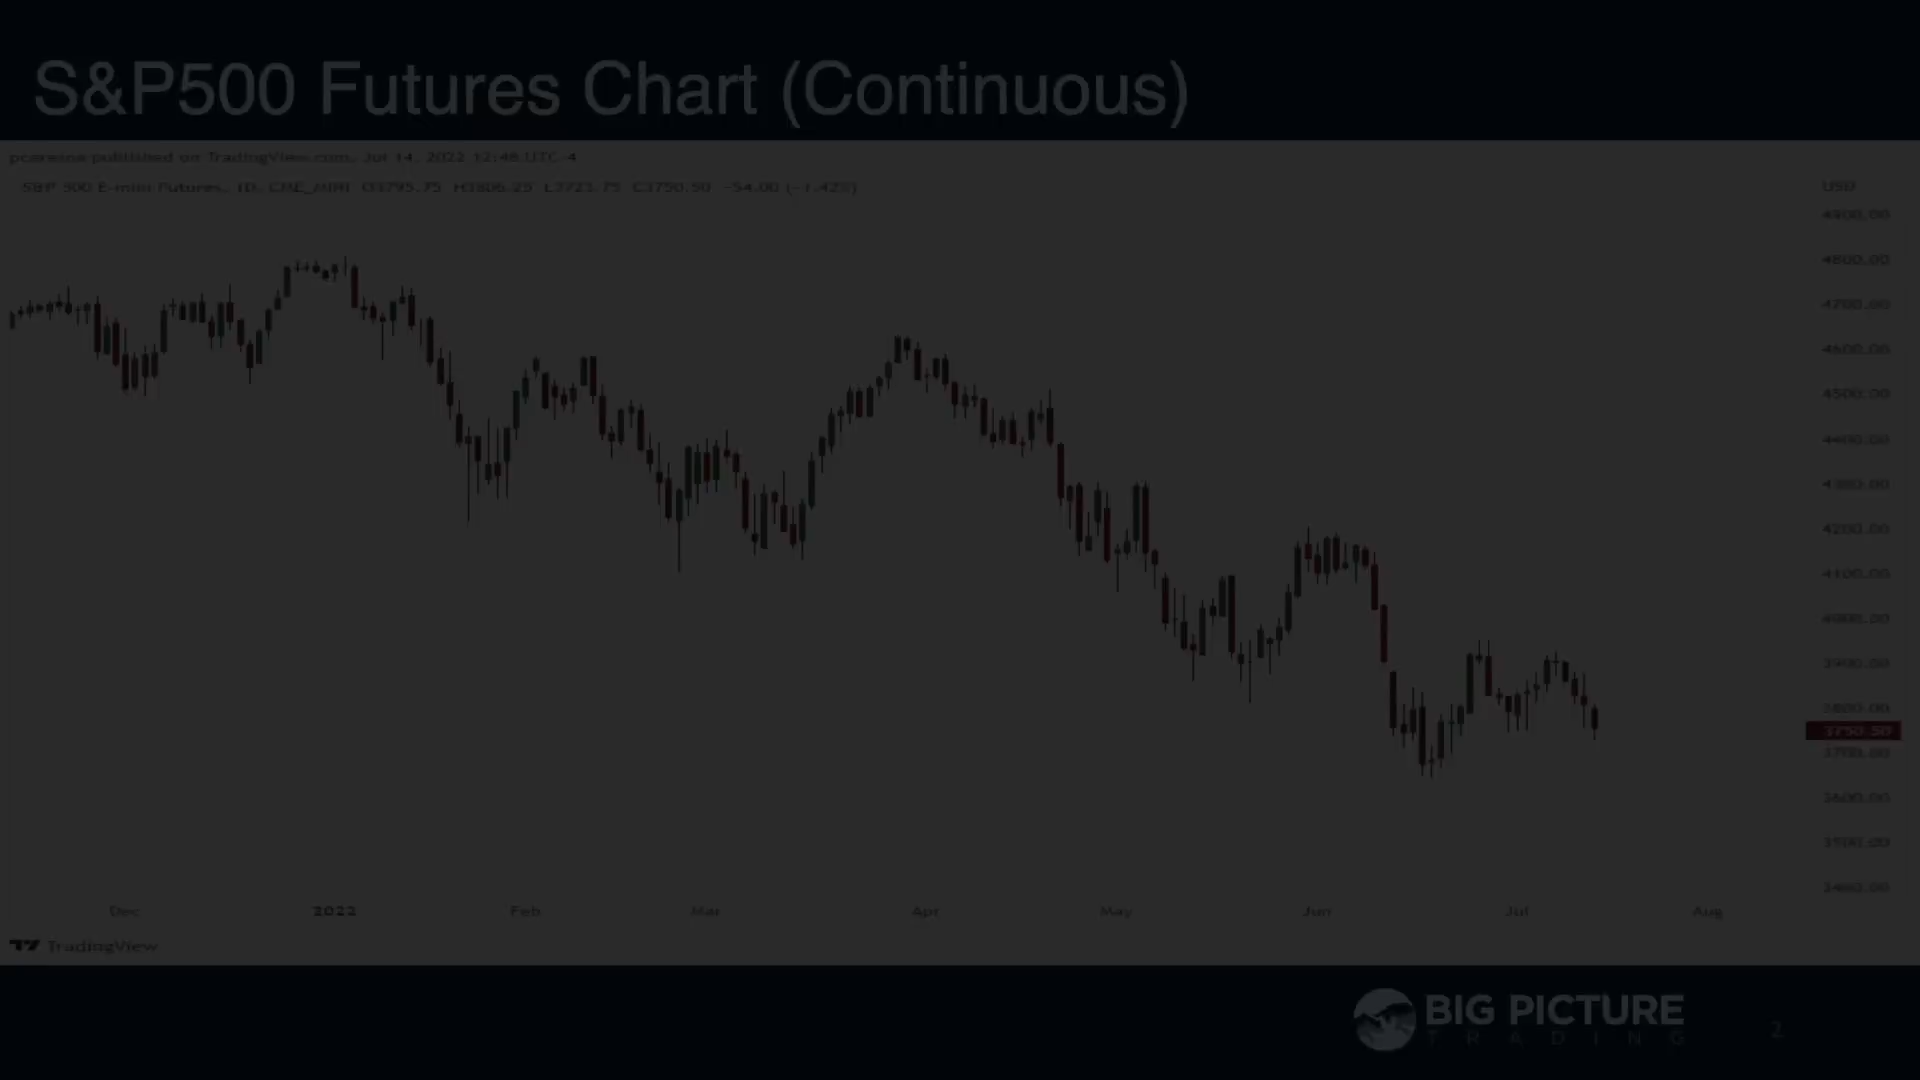 S&P500 Futures Chart (Continuous)
pcaresna published on TradingView.com, Jul 14, 2022 12:48 UTC-4
S&P 500 E-mini Futures, 1D, CME_MINI O3795.75 H3806.25 L3723.75 C3750.50 −54.00 (−1.42%)
USD
4900.00
4800.00
4700.00
4600.00
4500.00
4400.00
4300.00
4200.00
4100.00
4000.00
3900.00
3800.00
3750.50
3700.00
3600.00
3500.00
3400.00
Dec 2022 Feb Mar Apr May Jun Jul Aug
TradingView
BIG PICTURE
TRADING
2